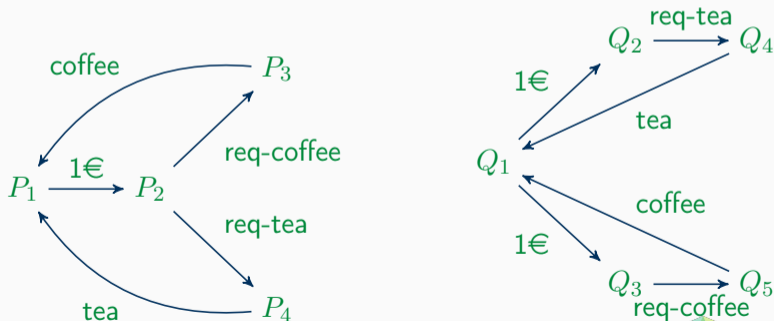 coffee
P3
1€
req-coffee
P1
P2
req-tea
tea
P4
req-tea
Q2
Q4
1€
tea
Q1
coffee
1€
Q3
Q5
req-coffee